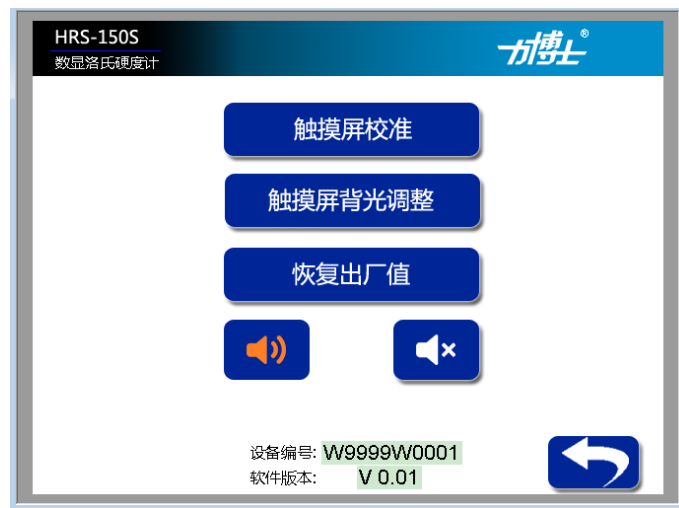 HRS-150S
数显洛氏硬度计
力博士®
触摸屏校准
触摸屏背光调整
恢复出厂值
设备编号: W9999W0001
软件版本: V 0.01